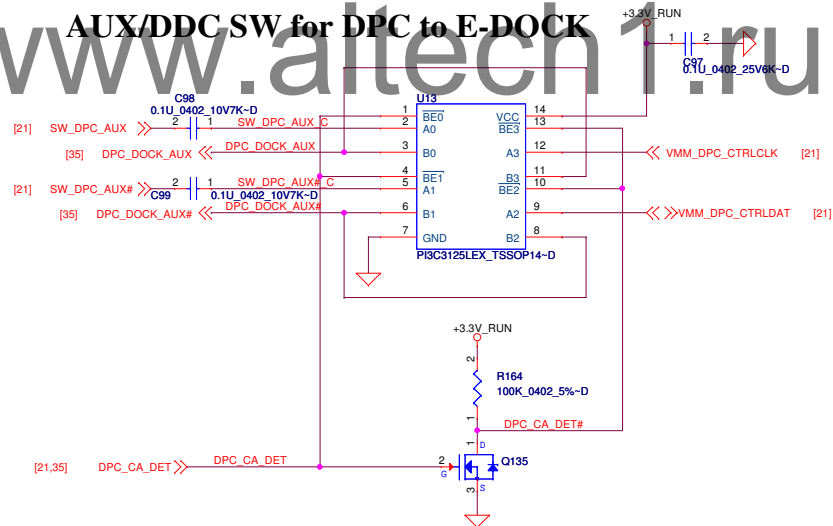 AUX/DDC SW for DPC to E-DOCK
www.altech1.ru
+3.3V_RUN
1 2
C97
0.1U_0402_25V6K~D
C98
0.1U_0402_10V7K~D
U13
[21] SW_DPC_AUX 2 1 SW_DPC_AUX_C
[35] DPC_DOCK_AUX DPC_DOCK_AUX
[21] SW_DPC_AUX# 2 1 SW_DPC_AUX#_C
C99 0.1U_0402_10V7K~D
[35] DPC_DOCK_AUX# DPC_DOCK_AUX#
1 BE0 VCC 14
2 A0 BE3 13
3 B0 A3 12
4 BE1 B3 11
5 A1 BE2 10
6 B1 A2 9
7 GND B2 8
PI3C3125LEX_TSSOP14~D
VMM_DPC_CTRLCLK [21]
VMM_DPC_CTRLDAT [21]
+3.3V_RUN
2
R164
100K_0402_5%~D
1
DPC_CA_DET#
[21,35] DPC_CA_DET DPC_CA_DET
1 D
2 G
Q135
3 S